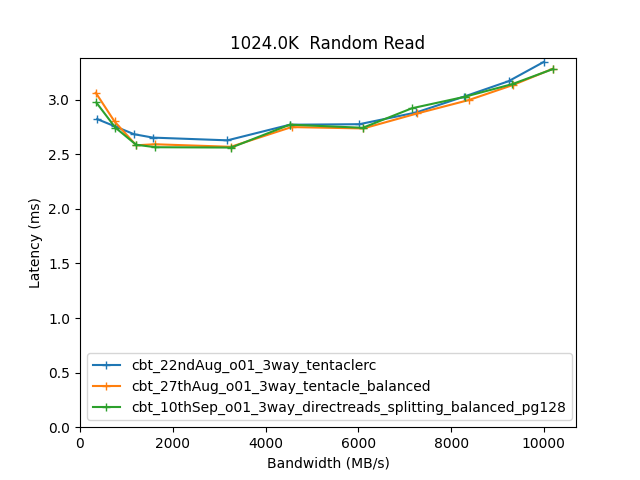 1024.0K  Random Read
Latency (ms)
3.0
2.5
2.0
1.5
1.0
0.5
0.0
cbt_22ndAug_o01_3way_tentaclerc
cbt_27thAug_o01_3way_tentacle_balanced
cbt_10thSep_o01_3way_directreads_splitting_balanced_pg128
0 2000 4000 6000 8000 10000
Bandwidth (MB/s)